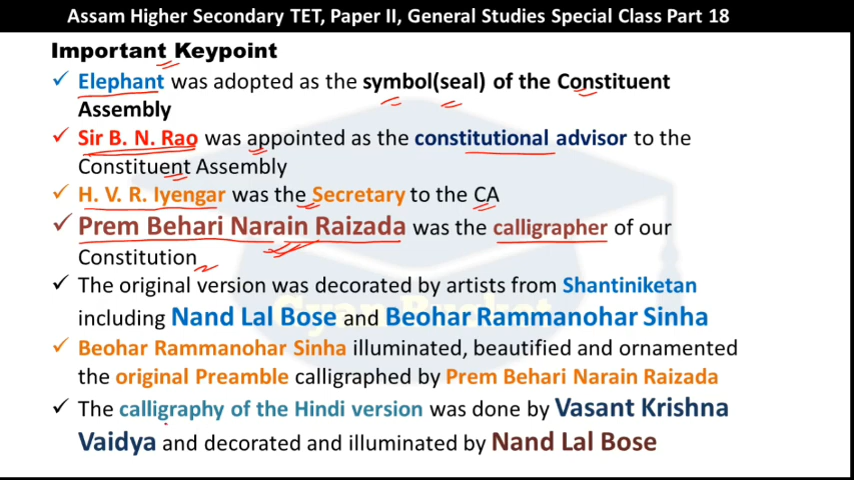 Assam Higher Secondary TET, Paper II, General Studies Special Class Part 18
Important Keypoint
✓ Elephant was adopted as the symbol(seal) of the Constituent
Assembly
✓ Sir B. N. Rao was appointed as the constitutional advisor to the
Constituent Assembly
✓ H. V. R. Iyengar was the Secretary to the CA
✓ Prem Behari Narain Raizada was the calligrapher of our
Constitution
✓ The original version was decorated by artists from Shantiniketan
including Nand Lal Bose and Beohar Rammanohar Sinha
✓ Beohar Rammanohar Sinha illuminated, beautified and ornamented
the original Preamble calligraphed by Prem Behari Narain Raizada
✓ The calligraphy of the Hindi version was done by Vasant Krishna
Vaidya and decorated and illuminated by Nand Lal Bose